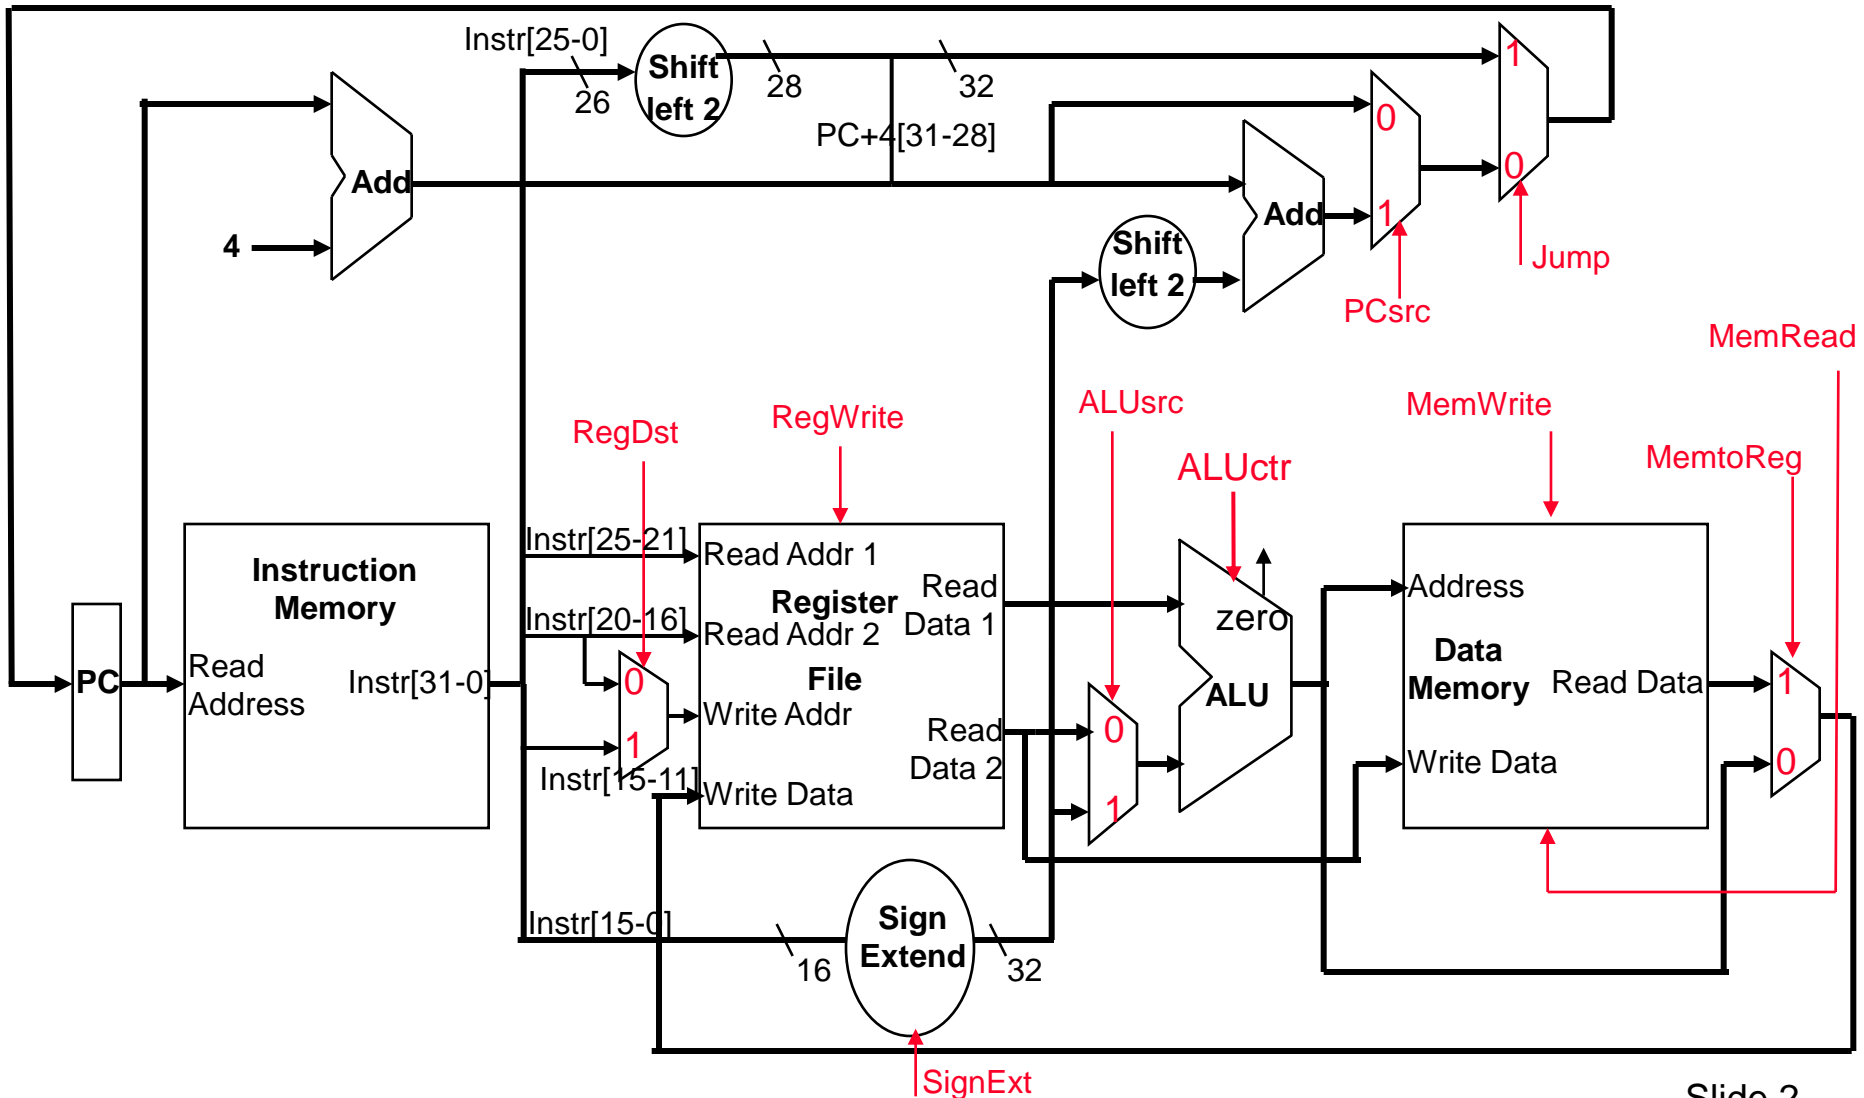 Instr[25-0]
26
Shift
left 2
28
32
PC+4[31-28]
1
0
0
1
Add
4
Add
Shift
left 2
Jump
PCsrc
MemRead
RegDst
RegWrite
ALUsrc
ALUctr
MemWrite
MemtoReg
PC
Instruction
Memory
Read
Address
Instr[31-0]
Instr[25-21]
Instr[20-16]
0
1
Instr[15-11]
Read Addr 1
Register
Read Addr 2
File
Write Addr
Write Data
Read
Data 1
Read
Data 2
0
1
zero
ALU
Address
Data
Memory
Read Data
Write Data
1
0
Instr[15-0]
16
Sign
Extend
32
SignExt
Slide 2